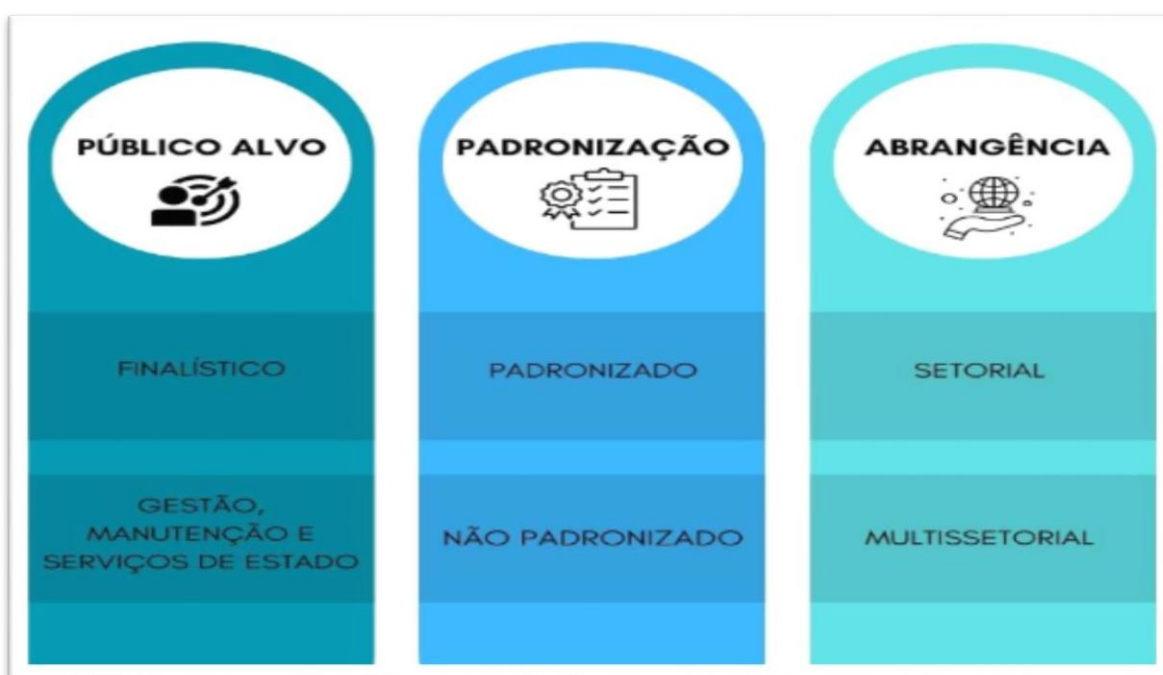 PÚBLICO ALVO
FINALÍSTICO
GESTÃO,
MANUTENÇÃO E
SERVIÇOS DE ESTADO
PADRONIZAÇÃO
PADRONIZADO
NÃO PADRONIZADO
ABRANGÊNCIA
SETORIAL
MULTISSETORIAL